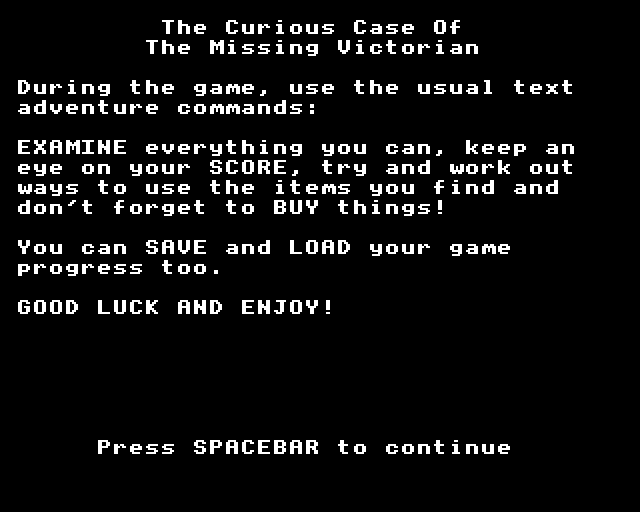 The Curious Case Of
The Missing Victorian
During the game, use the usual text
adventure commands:
EXAMINE everything you can, keep an
eye on your SCORE, try and work out
ways to use the items you find and
don't forget to BUY things!
You can SAVE and LOAD your game
progress too.
GOOD LUCK AND ENJOY!
Press SPACEBAR to continue